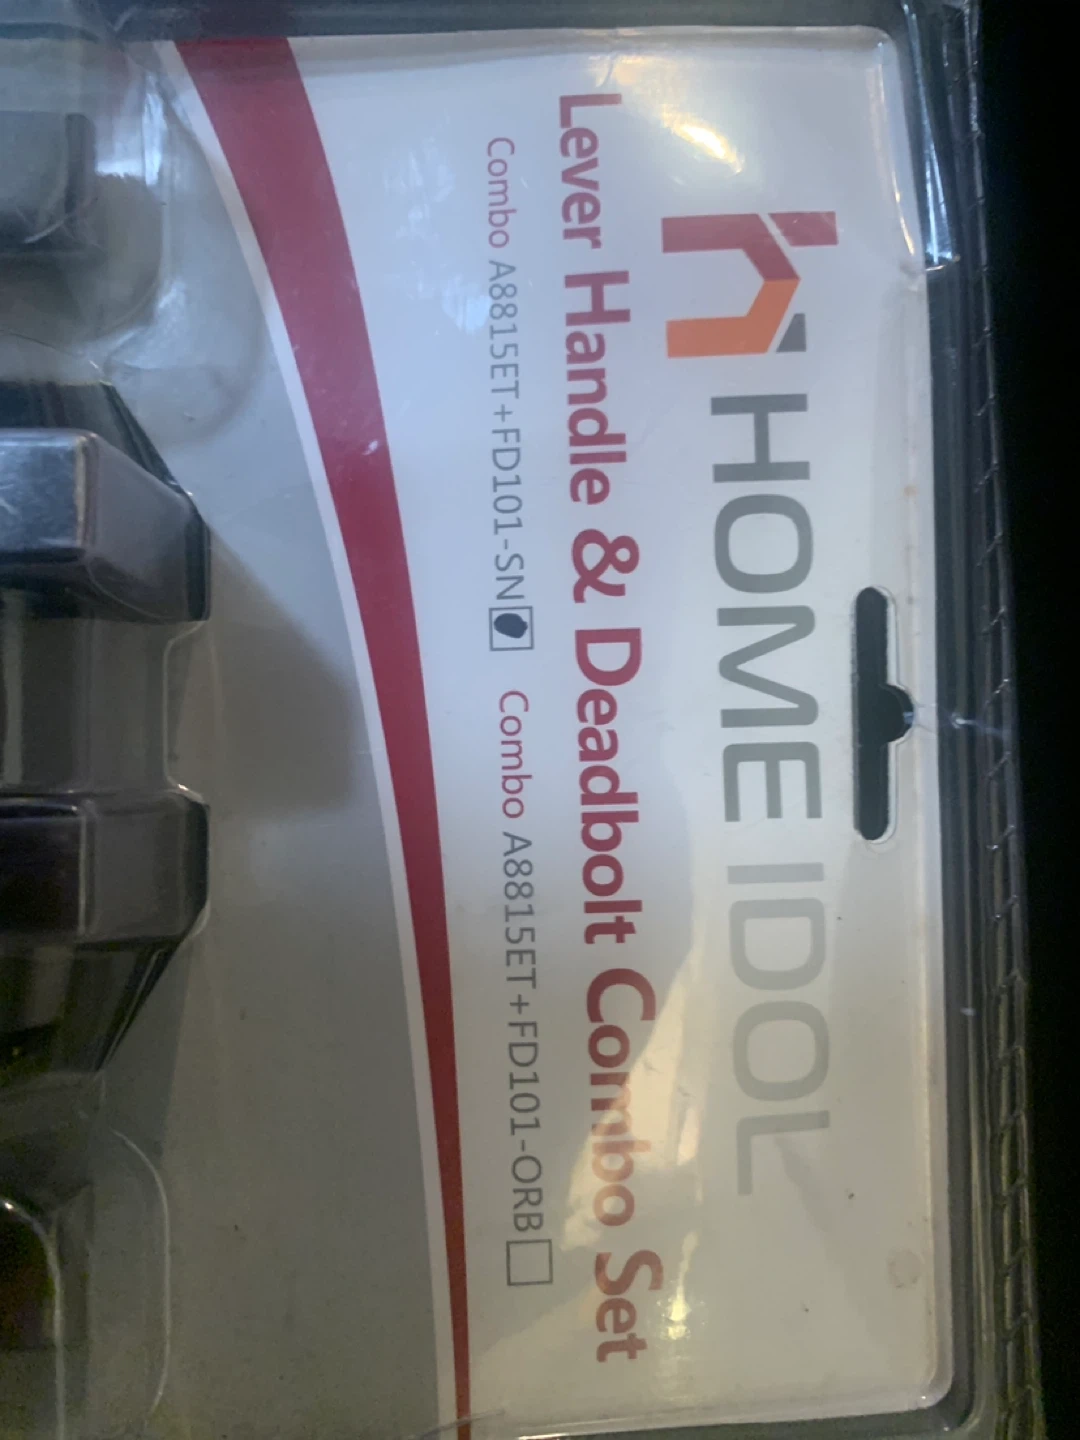 HOME IDOL
Lever Handle & Deadbolt Combo Set
Combo A8815ET+FD101-SN Combo A8815ET+FD101-ORB